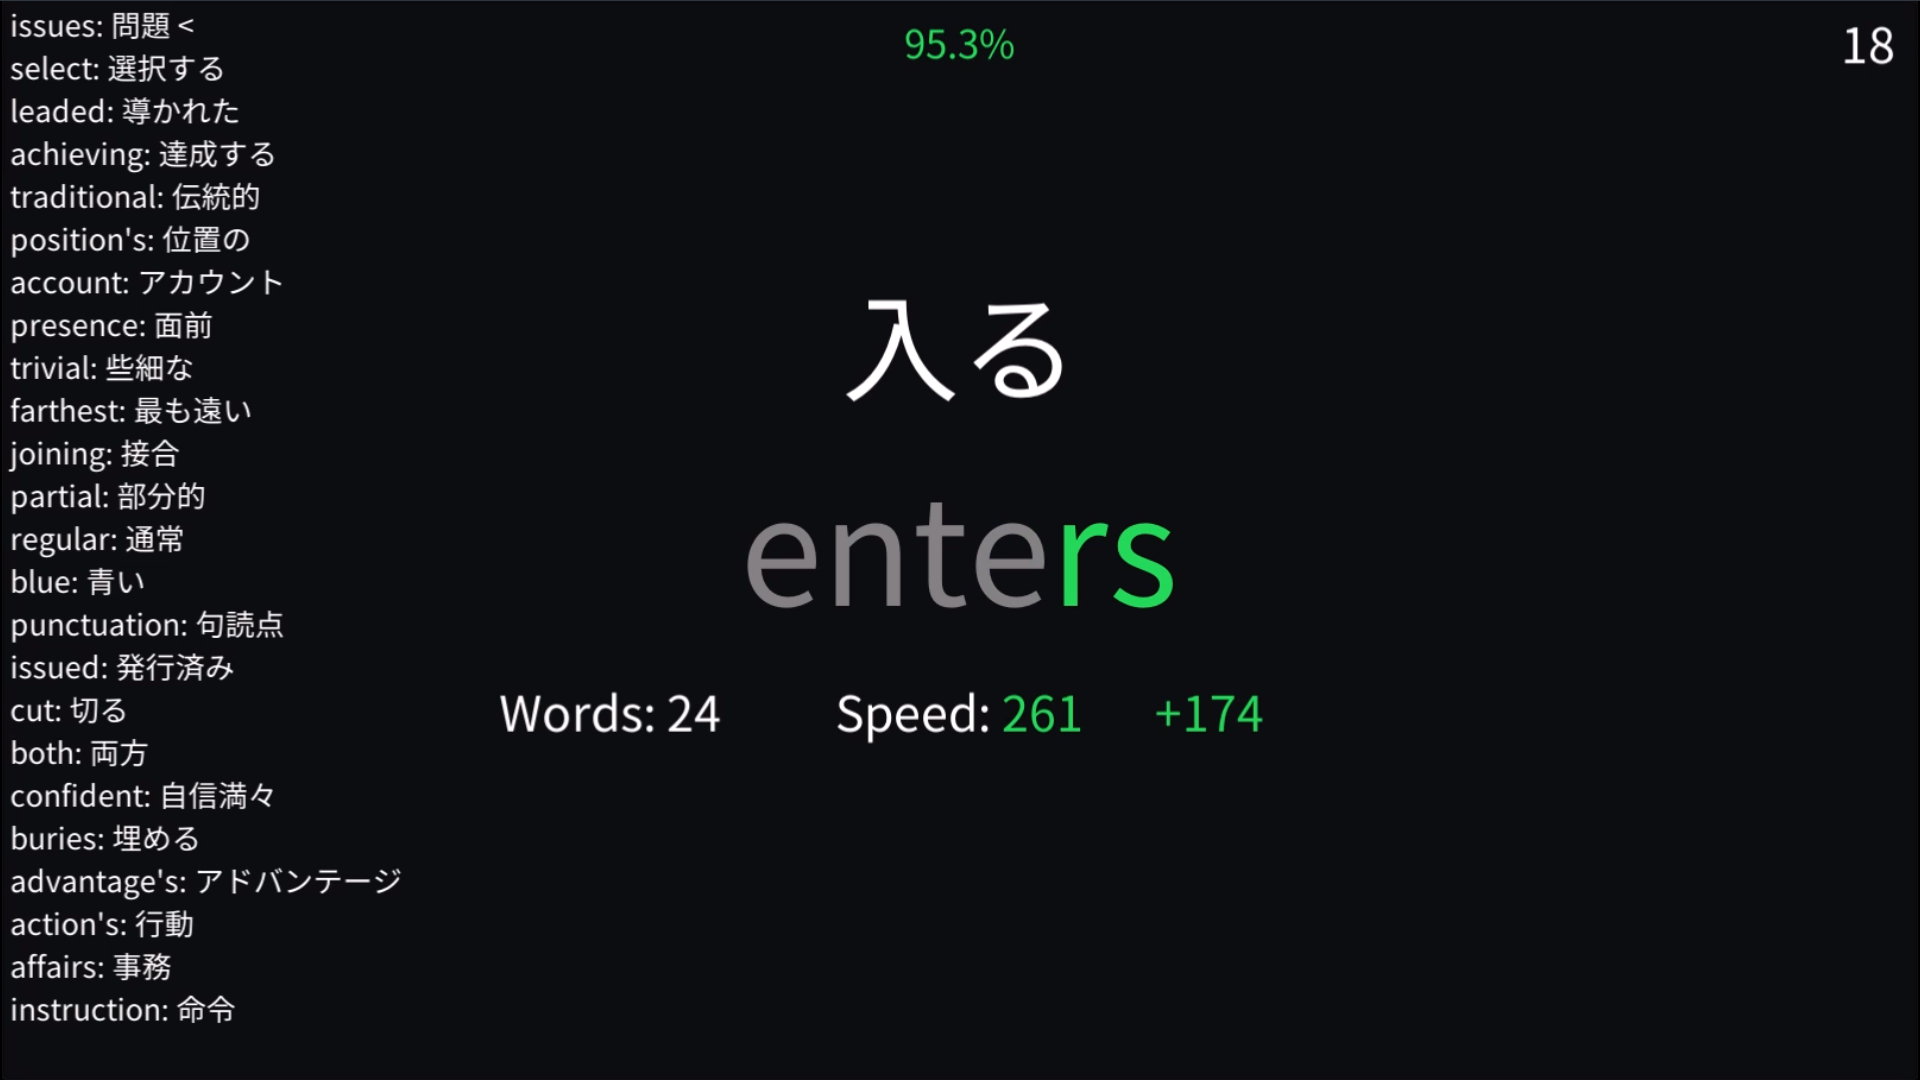 issues: 問題 <
select: 選択する
leaded: 導かれた
achieving: 達成する
traditional: 伝統的
position's: 位置の
account: アカウント
presence: 面前
trivial: 些細な
farthest: 最も遠い
joining: 接合
partial: 部分的
regular: 通常
blue: 青い
punctuation: 句読点
issued: 発行済み
cut: 切る
both: 両方
confident: 自信満々
buries: 埋める
advantage's: アドバンテージ
action's: 行動
affairs: 事務
instruction: 命令
95.3%
18
入る
enters
Words: 24 Speed: 261 +174